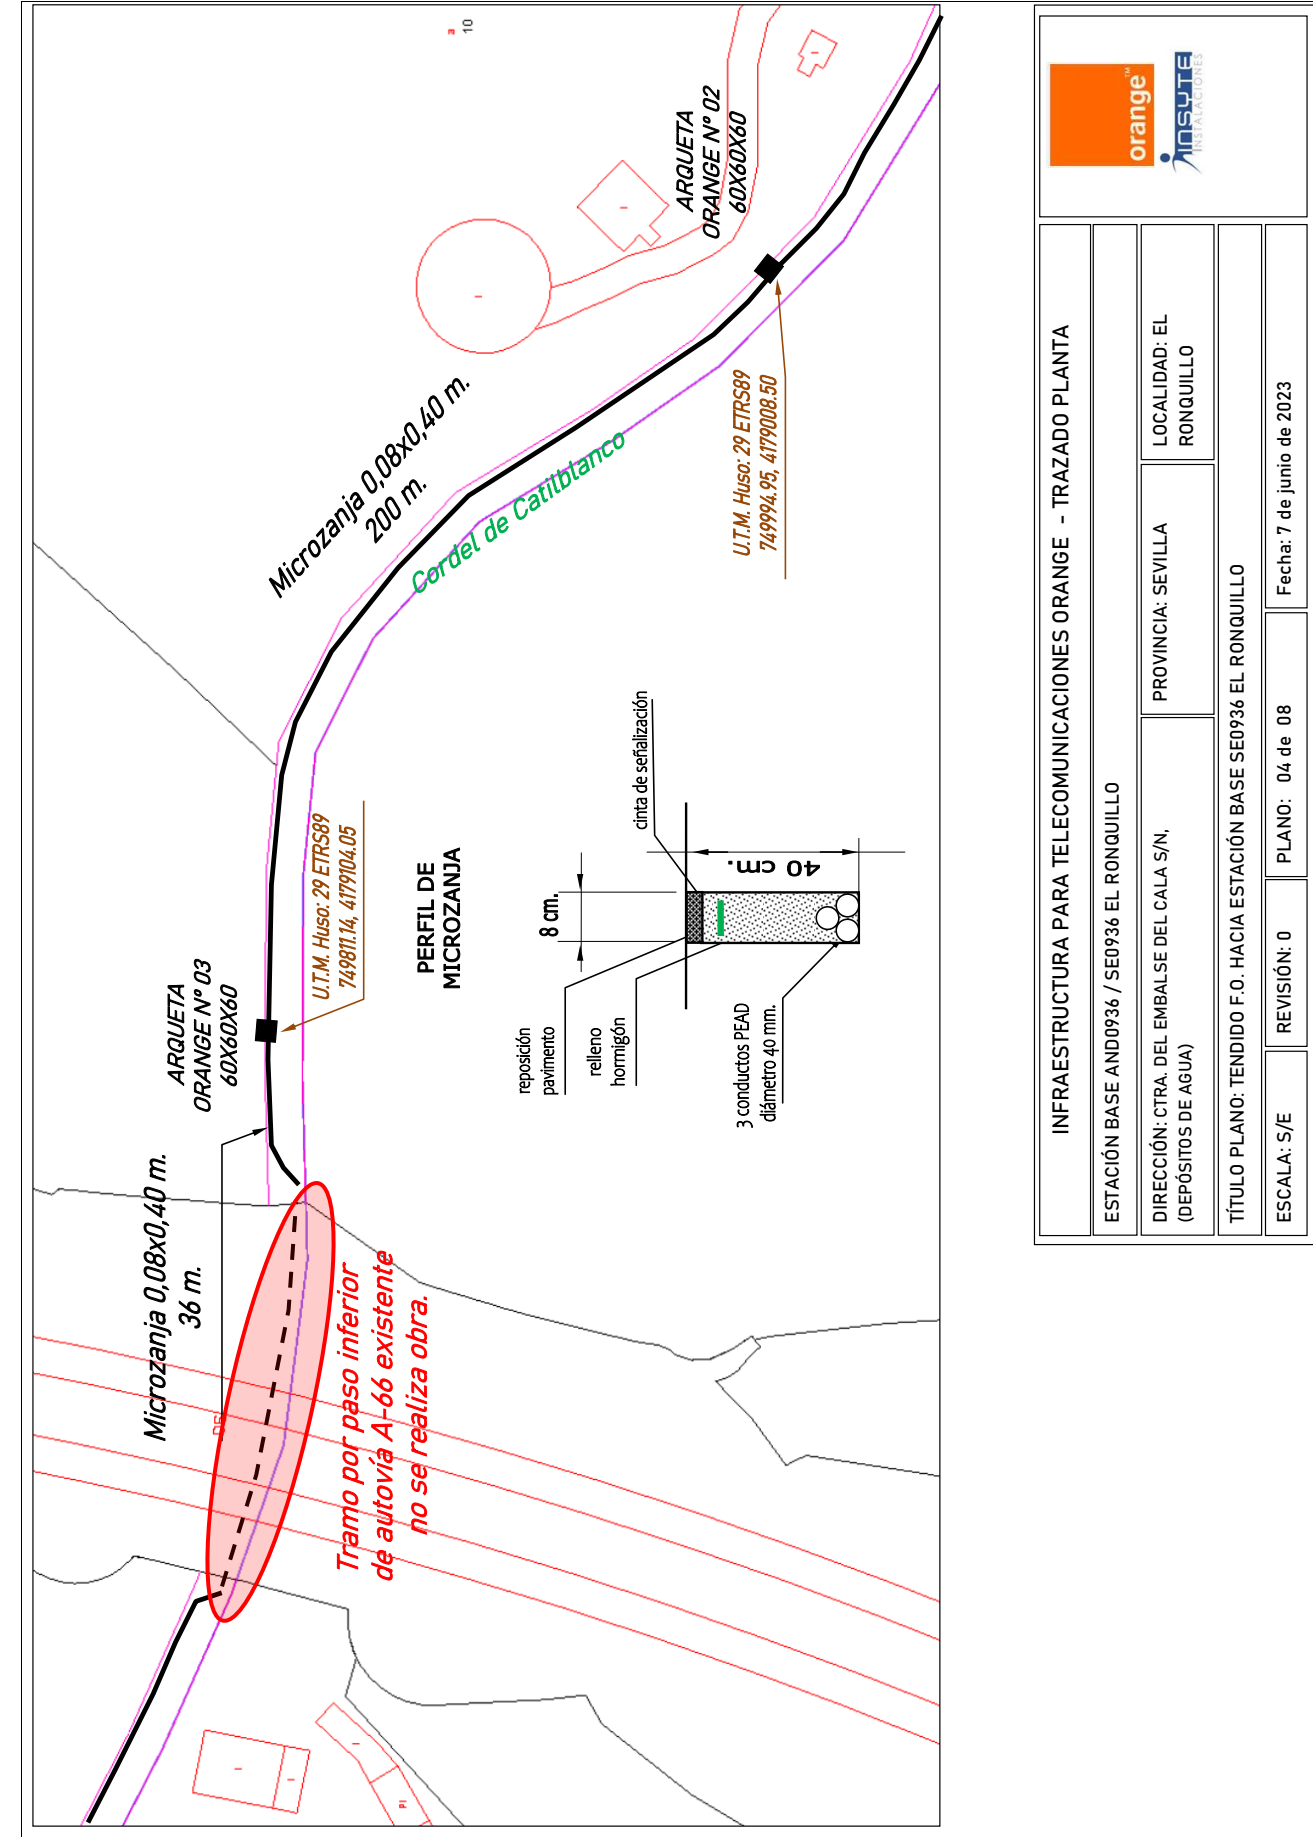 Microzanja 0,08x0,40 m.
36 m.
ARQUETA
ORANGE Nº 03
60X60X60
U.T.M. Huso: 29 ETRS89
749811.14, 4179104.05
Tramo por paso inferior
de autovía A-66 existente
no se realiza obra.
Microzanja 0,08x0,40 m.
200 m.
Cordel de Catilblanco
ARQUETA
ORANGE Nº 02
60X60X60
U.T.M. Huso: 29 ETRS89
749994.95, 4179008.50
10
PERFIL DE
MICROZANJA
8 cm.
40 cm.
reposición
pavimento
relleno
hormigón
3 conductos PEAD
diámetro 40 mm.
cinta de señalización
PI
INFRAESTRUCTURA PARA TELECOMUNICACIONES ORANGE - TRAZADO PLANTA
ESTACIÓN BASE AND0936 / SE0936 EL RONQUILLO
DIRECCIÓN: CTRA. DEL EMBALSE DEL CALA S/N,
(DEPÓSITOS DE AGUA)
PROVINCIA: SEVILLA
LOCALIDAD: EL
RONQUILLO
TÍTULO PLANO: TENDIDO F.O. HACIA ESTACIÓN BASE SE0936 EL RONQUILLO
ESCALA: S/E
REVISIÓN: 0
PLANO: 04 de 08
Fecha: 7 de junio de 2023
orange™
INSYTE
INSTALACIONES